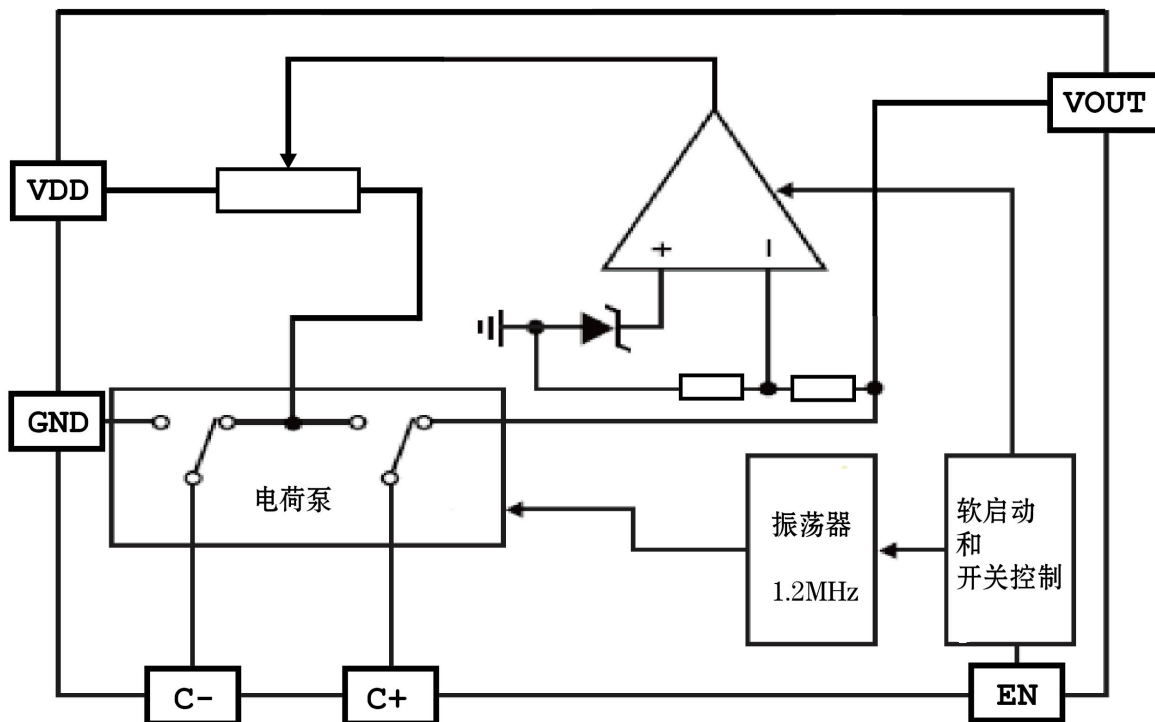 VOUT
VDD
+ −
GND
电荷泵
振荡器
1.2MHz
软启动
和
开关控制
C-
C+
EN